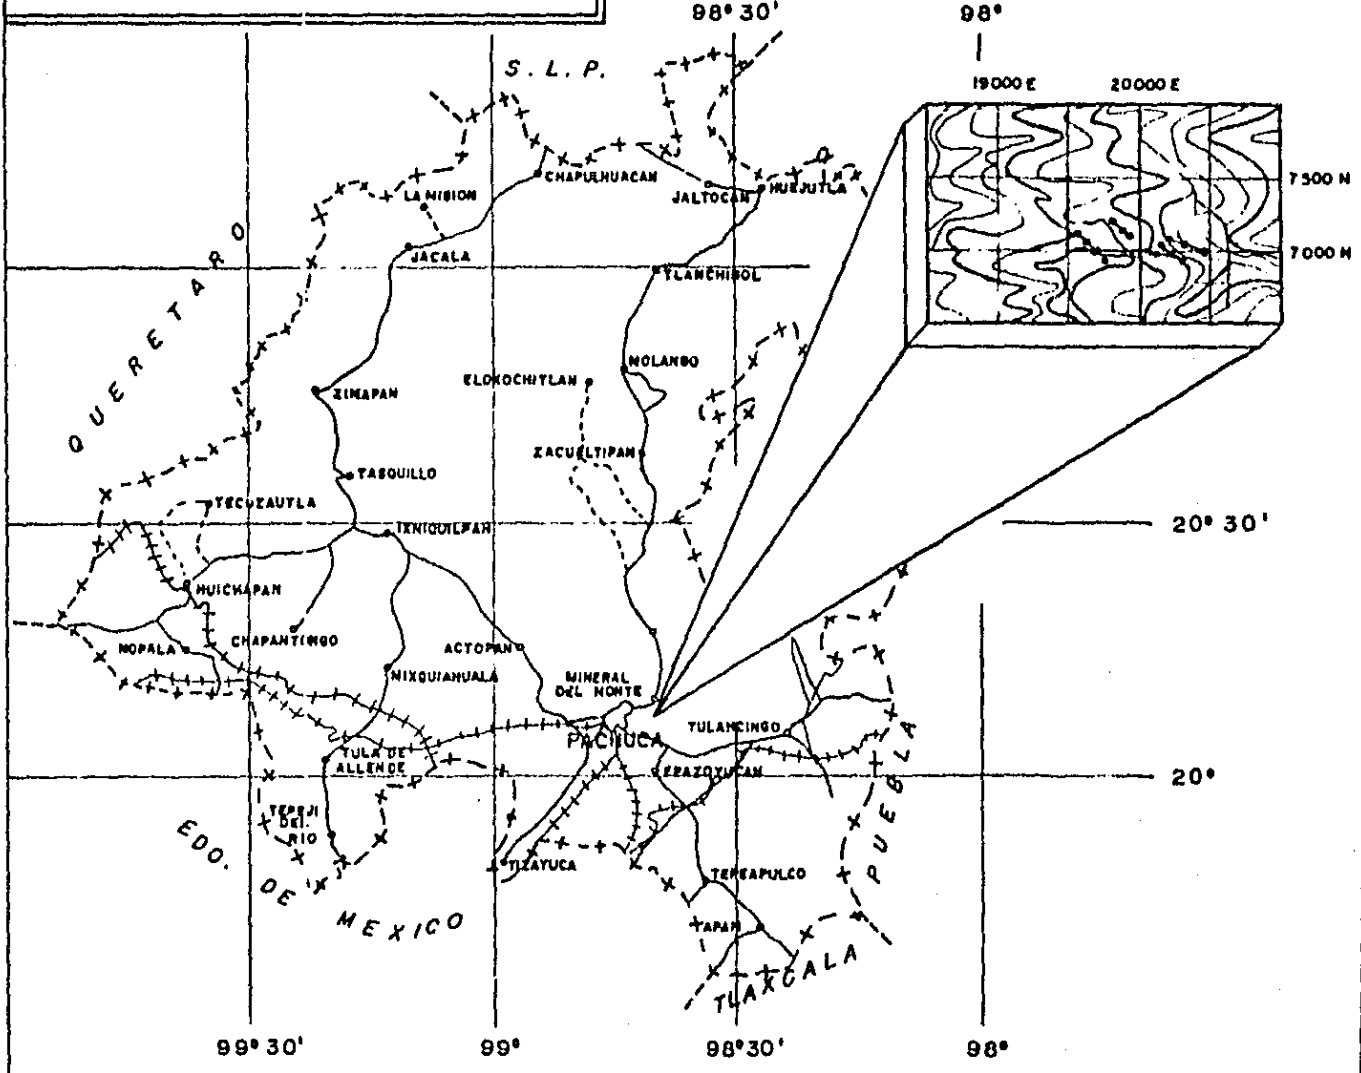 98° 30' 98°
S. L. P.
19000 E 20000 E
CHAPULHUACAN
LA MISION
JALTOCAN
HUEJUTLA
7500 N
QUERETARO
JACALA
7000 N
TLANCHINOL
MOLANGO
ELOXOCHITLAN
ZIMAPAN
ZACUALTIPAN
TASQUILLO
TECOZAUTLA
IXMIQUILPAN
20° 30'
HUICHAPAN
CHAPANTONGO
NOPALA
ACTOPAN
MIXQUIAHUALA
MINERAL
DEL MONTE
TULANCINGO
PACHUCA
TULA DE
ALLENDE
EPAZOYUCAN
20°
PUEBLA
TEPEJI
DEL
RIO
EDO. DE MEXICO
TIZAYUCA
TEPEAPULCO
APAN
TLAXCALA
99° 30' 99° 98° 30' 98°